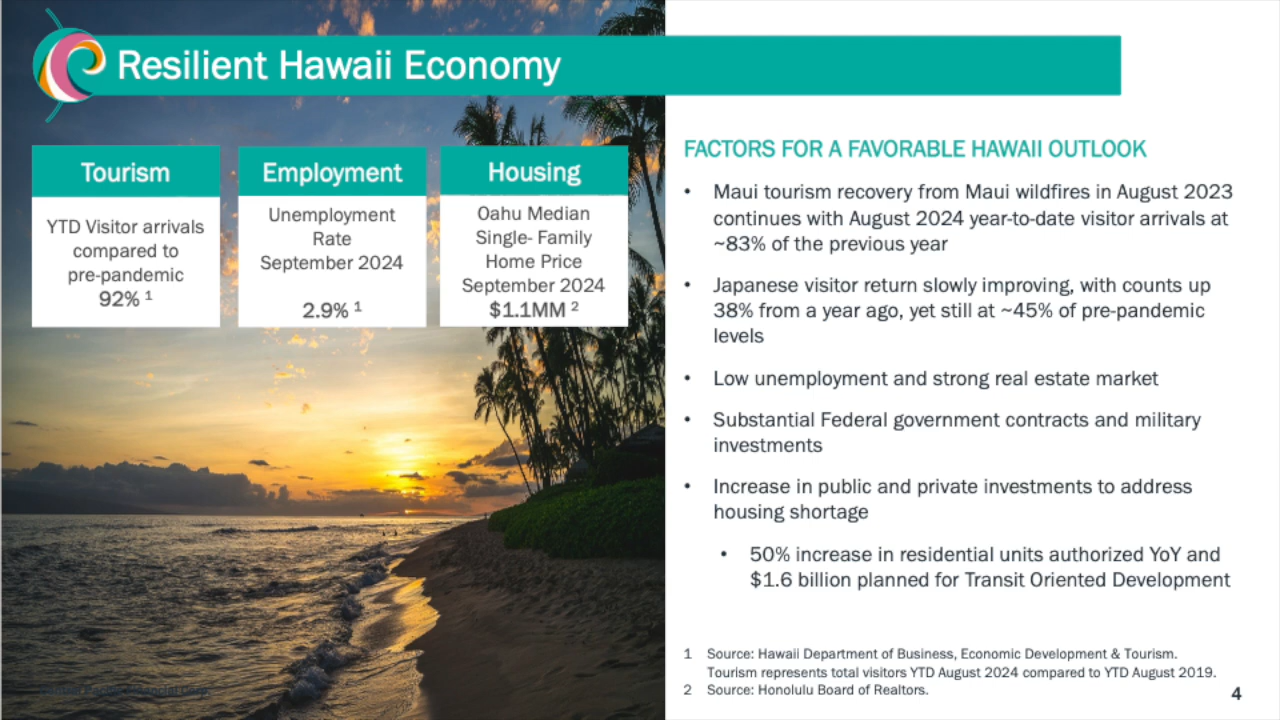 Resilient Hawaii Economy
Tourism
YTD Visitor arrivals
compared to
pre-pandemic
92% ¹
Employment
Unemployment
Rate
September 2024
2.9% ¹
Housing
Oahu Median
Single- Family
Home Price
September 2024
$1.1MM ²
FACTORS FOR A FAVORABLE HAWAII OUTLOOK
• Maui tourism recovery from Maui wildfires in August 2023
continues with August 2024 year-to-date visitor arrivals at
~83% of the previous year
• Japanese visitor return slowly improving, with counts up
38% from a year ago, yet still at ~45% of pre-pandemic
levels
• Low unemployment and strong real estate market
• Substantial Federal government contracts and military
investments
• Increase in public and private investments to address
housing shortage
• 50% increase in residential units authorized YoY and
$1.6 billion planned for Transit Oriented Development
1 Source: Hawaii Department of Business, Economic Development & Tourism.
Tourism represents total visitors YTD August 2024 compared to YTD August 2019.
2 Source: Honolulu Board of Realtors.
Central Pacific Financial Corp.
4